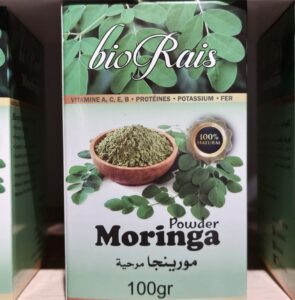 bioRais
VITAMINE A, C, E, B • PROTÉINES • POTASSIUM • FER
100%
NATURAL
Powder
Moringa
مورينجا مرحية
100gr